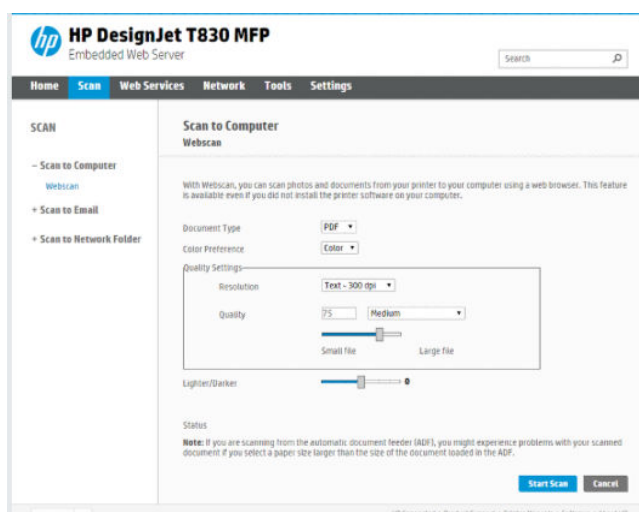 hp
HP DesignJet T830 MFP
Embedded Web Server
Search
Home Scan Web Services Network Tools Settings
SCAN
– Scan to Computer
Webscan
+ Scan to Email
+ Scan to Network Folder
Scan to Computer
Webscan
With Webscan, you can scan photos and documents from your printer to your computer using a web browser. This feature
is available even if you did not install the printer software on your computer.
Document Type PDF
Color Preference Color
Quality Settings
Resolution Text - 300 dpi
Quality 75 Medium
Small file Large file
Lighter/Darker 0
Status
Note: If you are scanning from the automatic document feeder (ADF), you might experience problems with your scanned
document if you select a paper size larger than the size of the document loaded in the ADF.
Start Scan Cancel